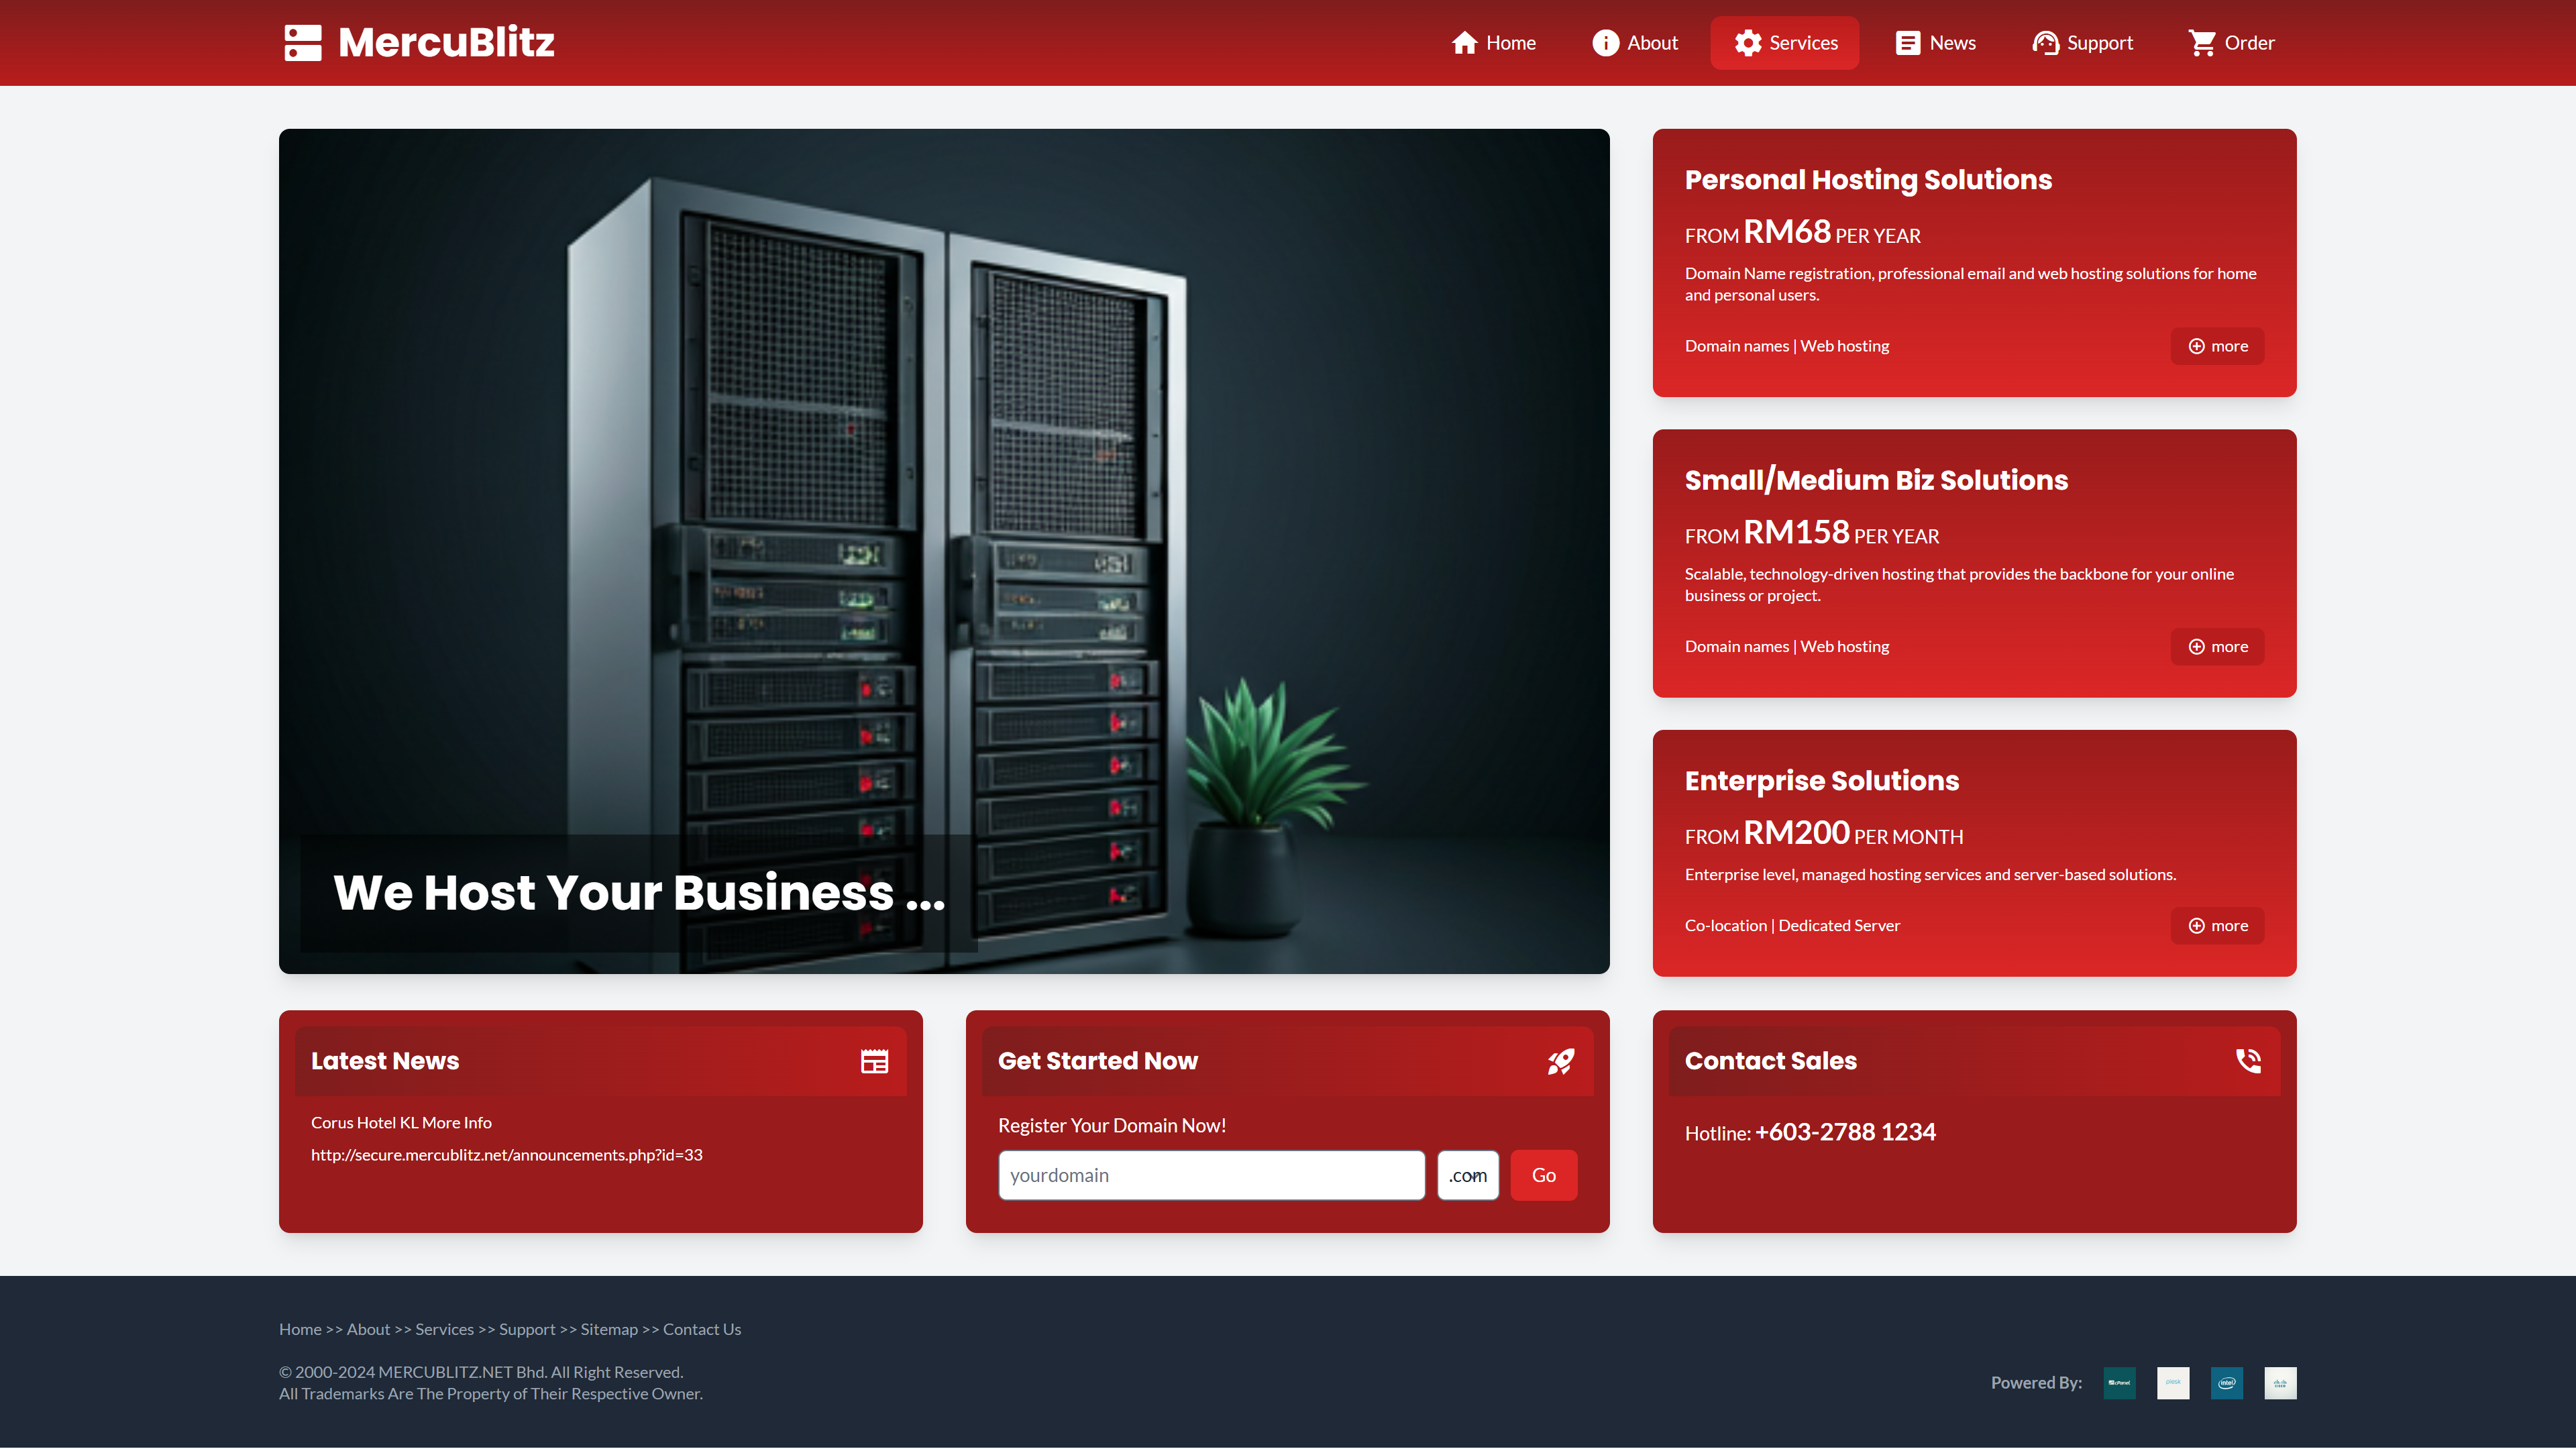 MercuBlitz
Home
About
Services
News
Support
Order
We Host Your Business ...
Personal Hosting Solutions
FROM RM68 PER YEAR
Domain Name registration, professional email and web hosting solutions for home
and personal users.
Domain names | Web hosting
more
Small/Medium Biz Solutions
FROM RM158 PER YEAR
Scalable, technology-driven hosting that provides the backbone for your online
business or project.
Domain names | Web hosting
more
Enterprise Solutions
FROM RM200 PER MONTH
Enterprise level, managed hosting services and server-based solutions.
Co-location | Dedicated Server
more
Latest News
Corus Hotel KL More Info
http://secure.mercublitz.net/announcements.php?id=33
Get Started Now
Register Your Domain Now!
yourdomain
.com
Go
Contact Sales
Hotline: +603-2788 1234
Home >> About >> Services >> Support >> Sitemap >> Contact Us
© 2000-2024 MERCUBLITZ.NET Bhd. All Right Reserved.
All Trademarks Are The Property of Their Respective Owner.
Powered By:
cPanel
intel
cisco